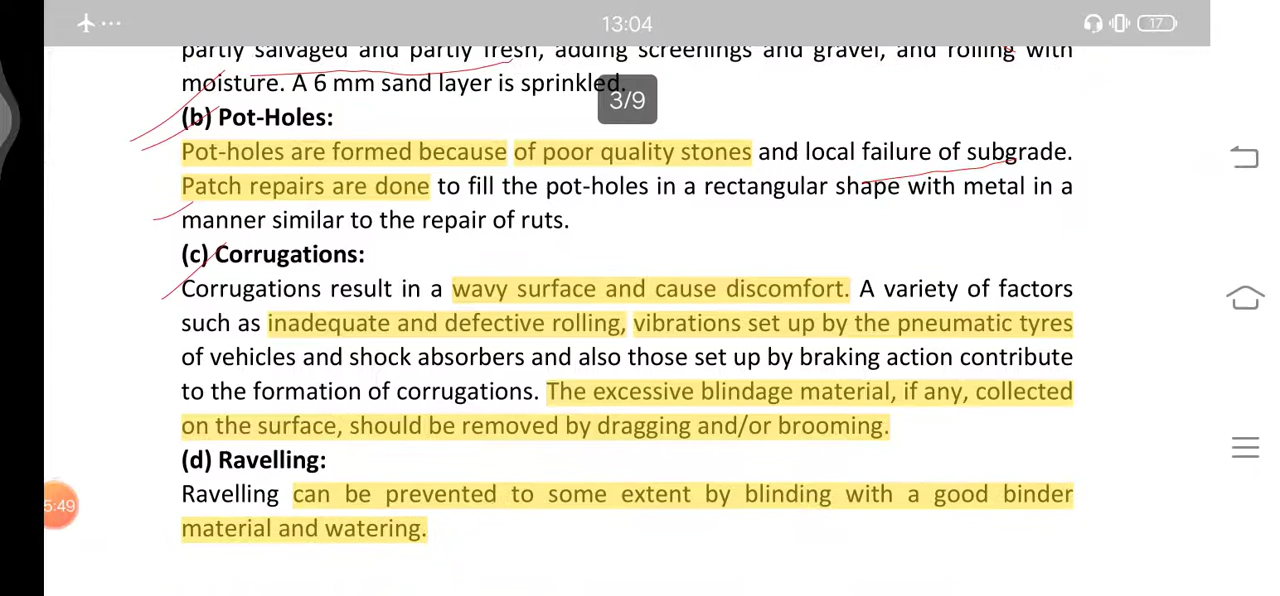 13:04
17
partly salvaged and partly fresh, adding screenings and gravel, and rolling with
moisture. A 6 mm sand layer is sprinkled.
3/9
(b) Pot-Holes:
Pot-holes are formed because of poor quality stones and local failure of subgrade.
Patch repairs are done to fill the pot-holes in a rectangular shape with metal in a
manner similar to the repair of ruts.
(c) Corrugations:
Corrugations result in a wavy surface and cause discomfort. A variety of factors
such as inadequate and defective rolling, vibrations set up by the pneumatic tyres
of vehicles and shock absorbers and also those set up by braking action contribute
to the formation of corrugations. The excessive blindage material, if any, collected
on the surface, should be removed by dragging and/or brooming.
(d) Ravelling:
Ravelling can be prevented to some extent by blinding with a good binder
5:49
material and watering.